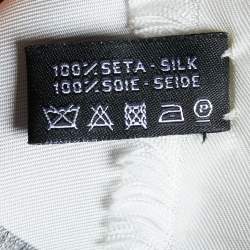 100% SETA - SILK
100% SOIE - SEIDE
P